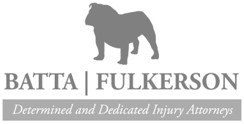 BATTA | FULKERSON
Determined and Dedicated Injury Attorneys